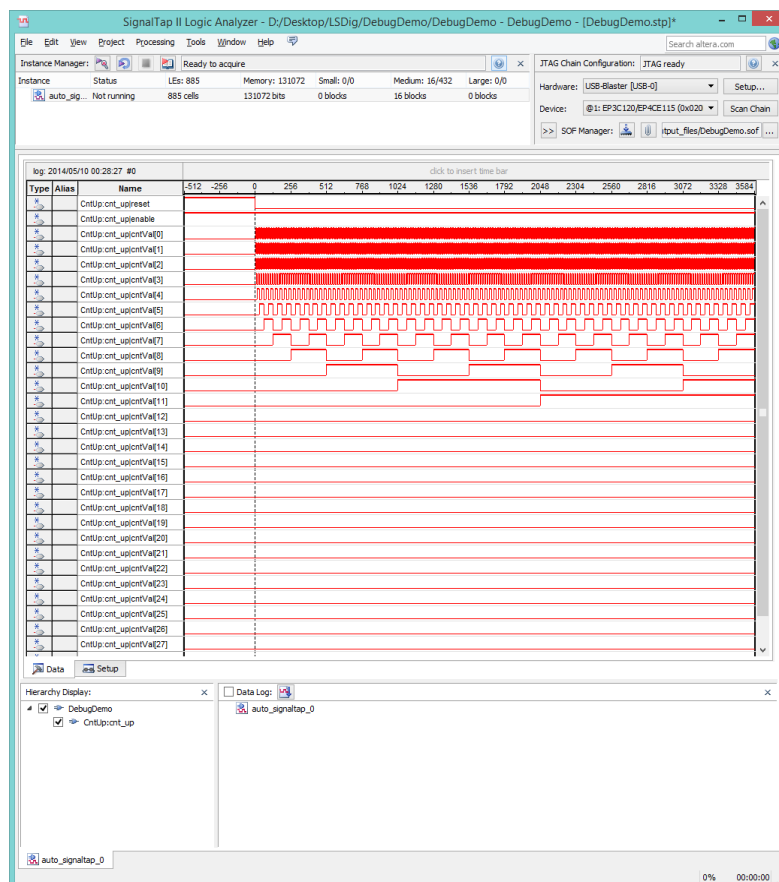 SignalTap II Logic Analyzer - D:/Desktop/LSDig/DebugDemo/DebugDemo - DebugDemo - [DebugDemo.stp]*
File Edit View Project Processing Tools Window Help
Search altera.com
Instance Manager: Ready to acquire
JTAG Chain Configuration: JTAG ready
Instance Status LEs: 885 Memory: 131072 Small: 0/0 Medium: 16/432 Large: 0/0
auto_sig... Not running 885 cells 131072 bits 0 blocks 16 blocks 0 blocks
Hardware: USB-Blaster [USB-0] Setup...
Device: @1: EP3C120/EP4CE115 (0x020 Scan Chain
>> SOF Manager: itput_files/DebugDemo.sof ...
log: 2014/05/10 00:28:27 #0 click to insert time bar
Type Alias Name -512 -256 0 256 512 768 1024 1280 1536 1792 2048 2304 2560 2816 3072 3328 3584
CntUp:cnt_up|reset
CntUp:cnt_up|enable
CntUp:cnt_up|cntVal[0]
CntUp:cnt_up|cntVal[1]
CntUp:cnt_up|cntVal[2]
CntUp:cnt_up|cntVal[3]
CntUp:cnt_up|cntVal[4]
CntUp:cnt_up|cntVal[5]
CntUp:cnt_up|cntVal[6]
CntUp:cnt_up|cntVal[7]
CntUp:cnt_up|cntVal[8]
CntUp:cnt_up|cntVal[9]
CntUp:cnt_up|cntVal[10]
CntUp:cnt_up|cntVal[11]
CntUp:cnt_up|cntVal[12]
CntUp:cnt_up|cntVal[13]
CntUp:cnt_up|cntVal[14]
CntUp:cnt_up|cntVal[15]
CntUp:cnt_up|cntVal[16]
CntUp:cnt_up|cntVal[17]
CntUp:cnt_up|cntVal[18]
CntUp:cnt_up|cntVal[19]
CntUp:cnt_up|cntVal[20]
CntUp:cnt_up|cntVal[21]
CntUp:cnt_up|cntVal[22]
CntUp:cnt_up|cntVal[23]
CntUp:cnt_up|cntVal[24]
CntUp:cnt_up|cntVal[25]
CntUp:cnt_up|cntVal[26]
CntUp:cnt_up|cntVal[27]
Data Setup
Hierarchy Display:
DebugDemo
CntUp:cnt_up
Data Log:
auto_signaltap_0
auto_signaltap_0
0% 00:00:00